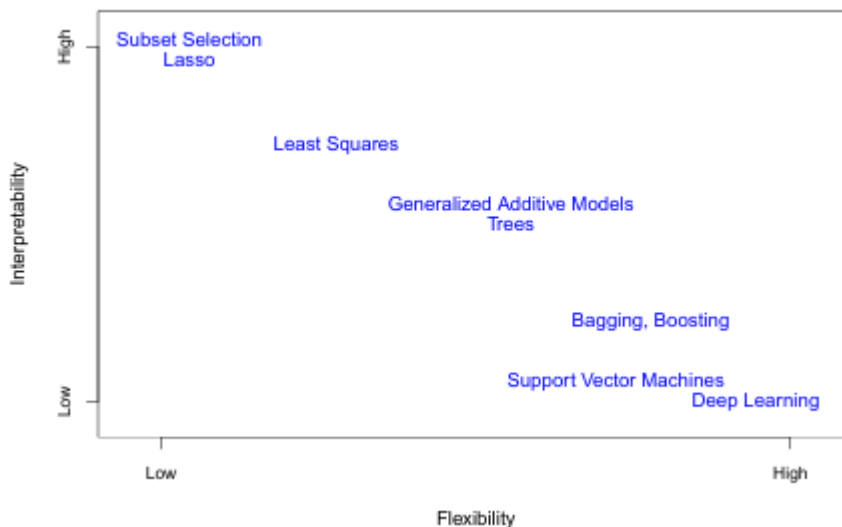 High
Subset Selection
Lasso
Least Squares
Interpretability
Generalized Additive Models
Trees
Bagging, Boosting
Support Vector Machines
Low
Deep Learning
Low
High
Flexibility